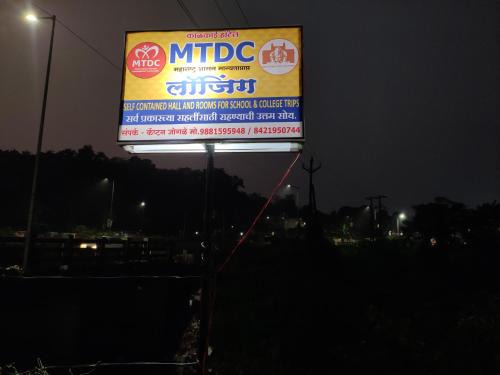 काळकाई हॉटेल
MTDC
MTDC
महाराष्ट्र शासन मान्यताप्राप्त
लॉजिंग
SELF CONTAINED HALL AND ROOMS FOR SCHOOL & COLLEGE TRIPS
सर्व प्रकारच्या सहलींसाठी राहण्याची उत्तम सोय.
संपर्क - कॅप्टन जोगळे मो.9881595948 / 8421950744